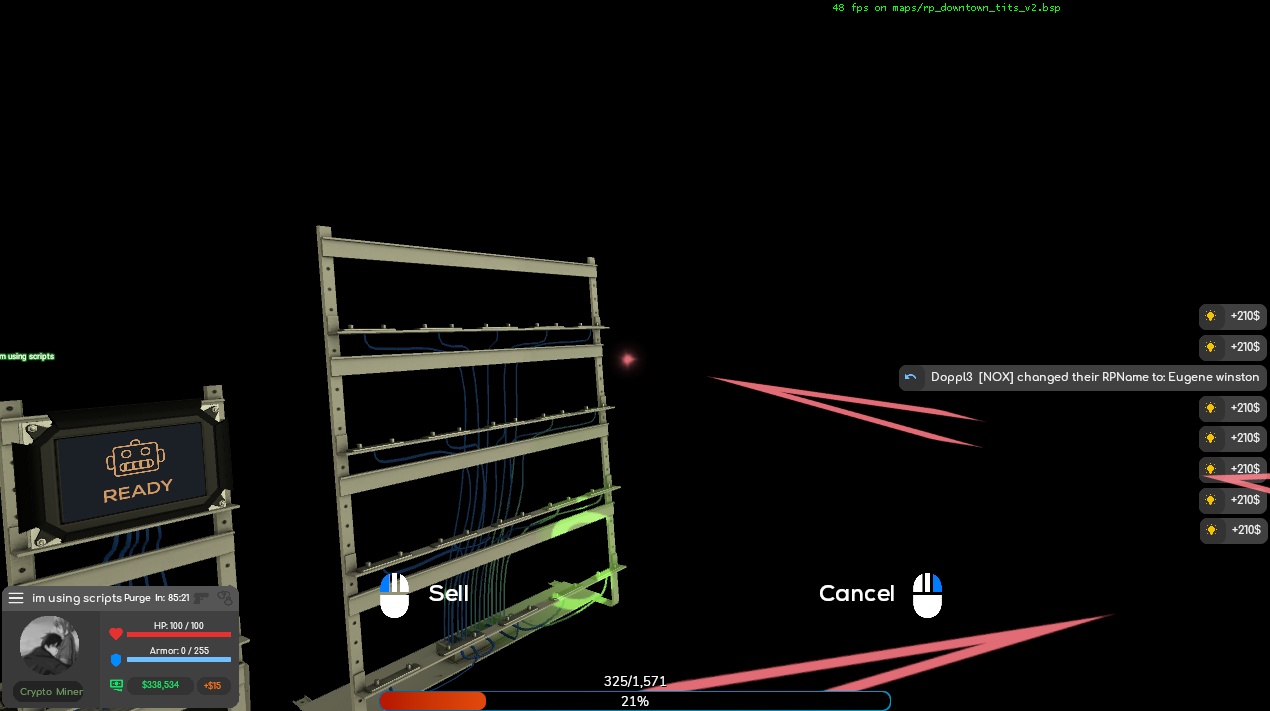 48 fps on maps/rp_downtown_tits_v2.bsp
+210$
+210$
Doppl3 [NOX] changed their RPName to: Eugene winston
+210$
+210$
+210$
+210$
+210$
m using scripts
READY
Sell
Cancel
im using scripts Purge In: 85:21
HP: 100 / 100
Armor: 0 / 255
$338,534 +$15
Crypto Miner
325/1,571
21%